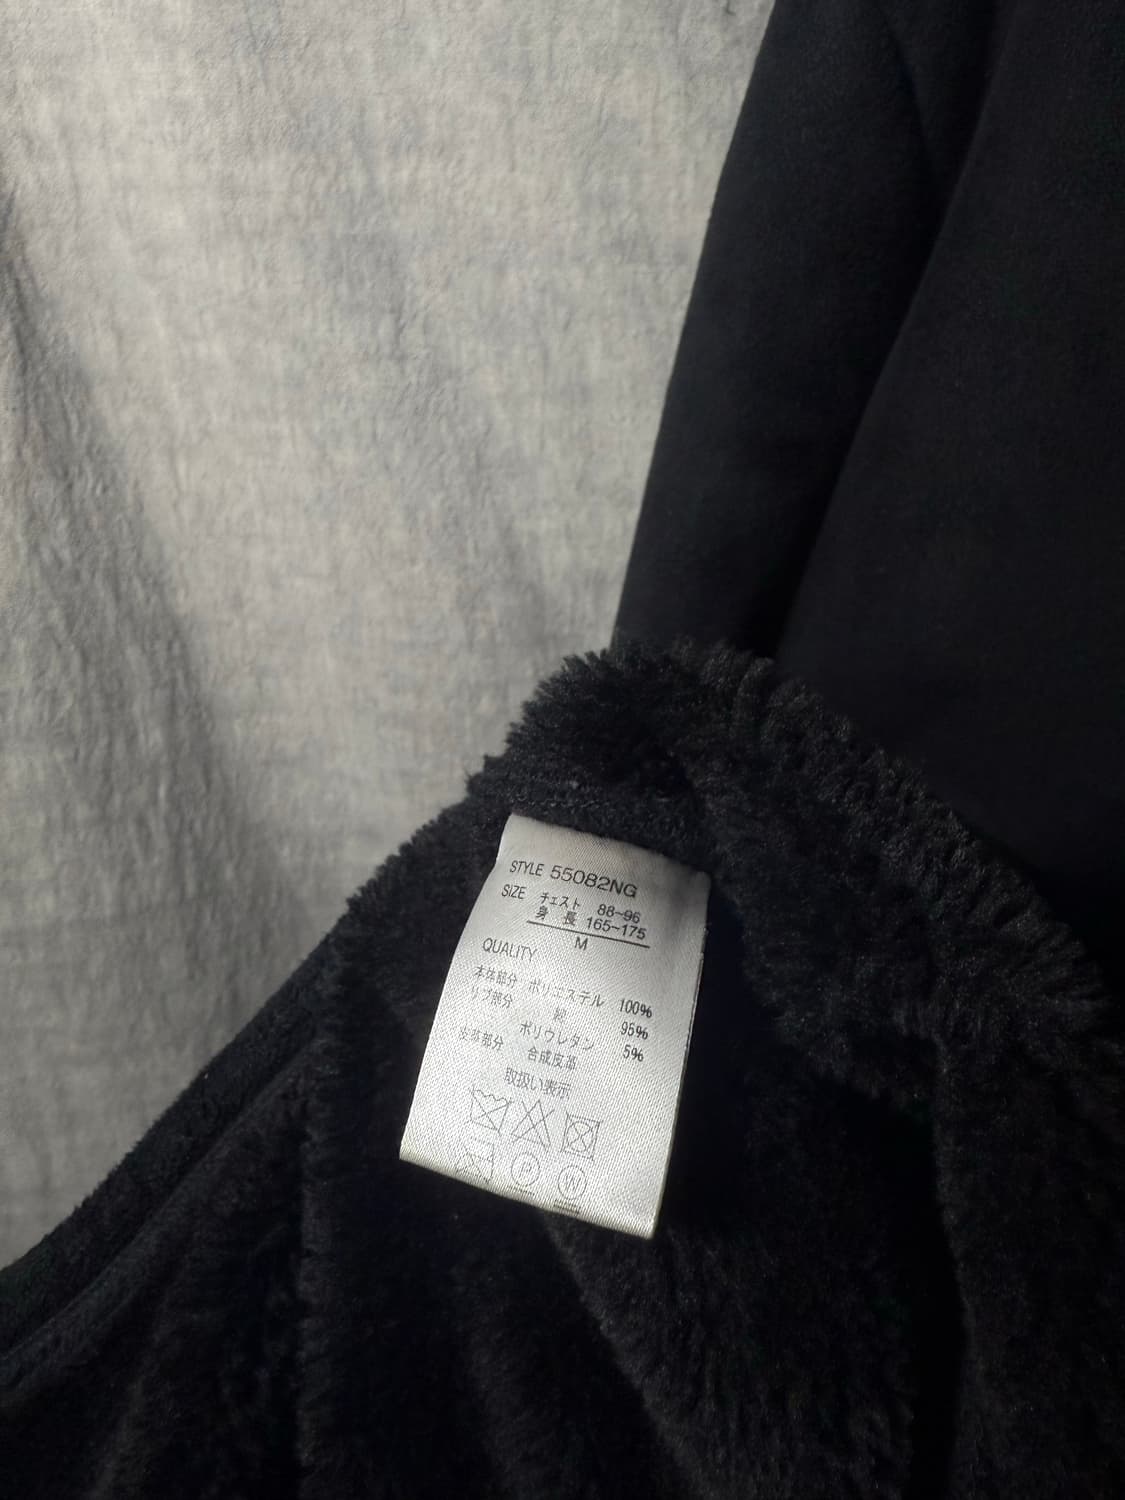 STYLE 55082NG
SIZE チェスト 88~96
身長 165~175
M
QUALITY
本体部分 ポリエステル 100%
リブ部分 綿 95%
ポリウレタン 5%
皮革部分 合成皮革
取扱い表示
P W